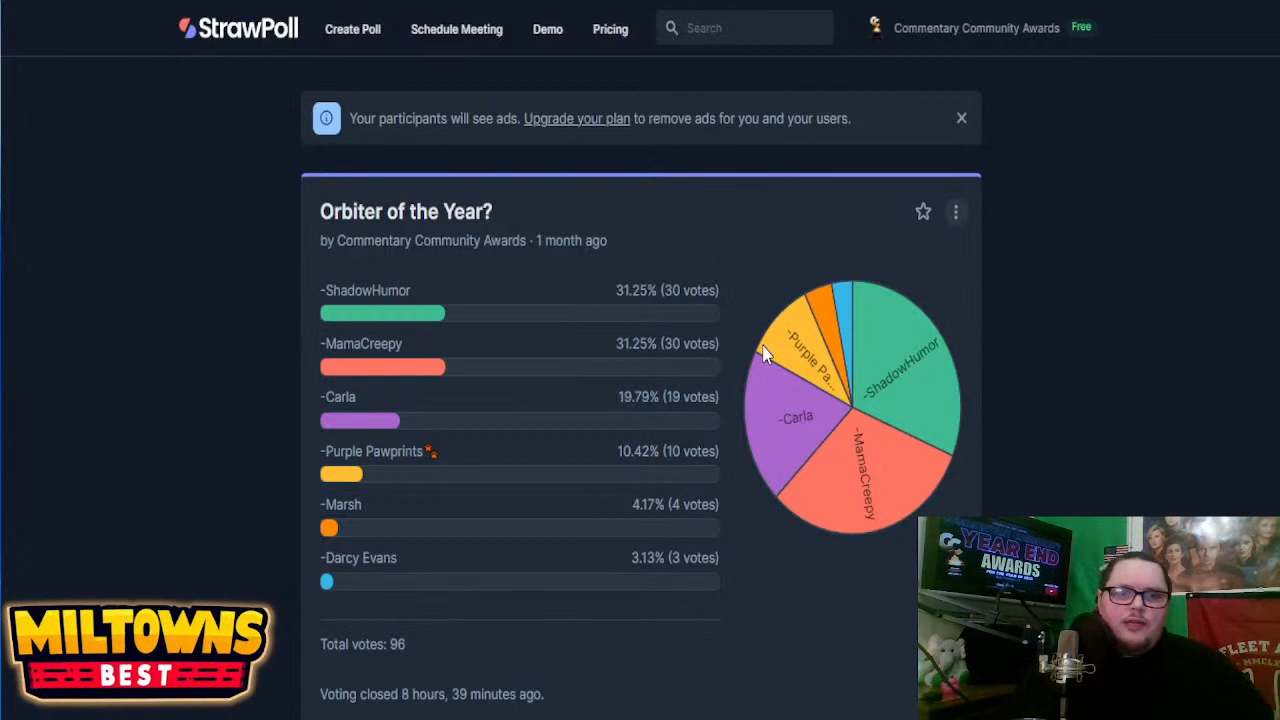 StrawPoll Create Poll Schedule Meeting Demo Pricing Search Commentary Community Awards Free
Your participants will see ads. Upgrade your plan to remove ads for you and your users.
Orbiter of the Year?
by Commentary Community Awards · 1 month ago
-ShadowHumor 31.25% (30 votes)
-MamaCreepy 31.25% (30 votes)
-Carla 19.79% (19 votes)
-Purple Pawprints🐾 10.42% (10 votes)
-Marsh 4.17% (4 votes)
-Darcy Evans 3.13% (3 votes)
Total votes: 96
Voting closed 8 hours, 39 minutes ago.
-Purple Pa...
-ShadowHumor
-Carla
-MamaCreepy
MILTOWNS
BEST
YEAR END
AWARDS
FLEET A